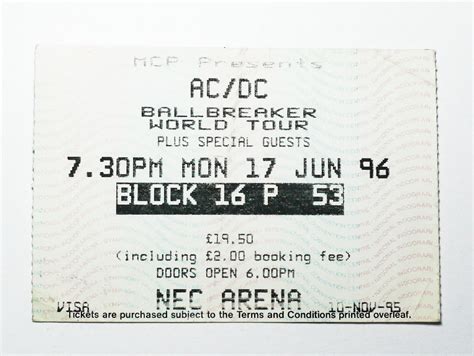 MCP Presents
AC/DC
BALLBREAKER
WORLD TOUR
PLUS SPECIAL GUESTS
7.30PM MON 17 JUN 96
BLOCK 16 P 53
£19.50
(including £2.00 booking fee)
DOORS OPEN 6.00PM
VISA NEC ARENA 10-NOV-95
Tickets are purchased subject to the Terms and Conditions printed overleaf.